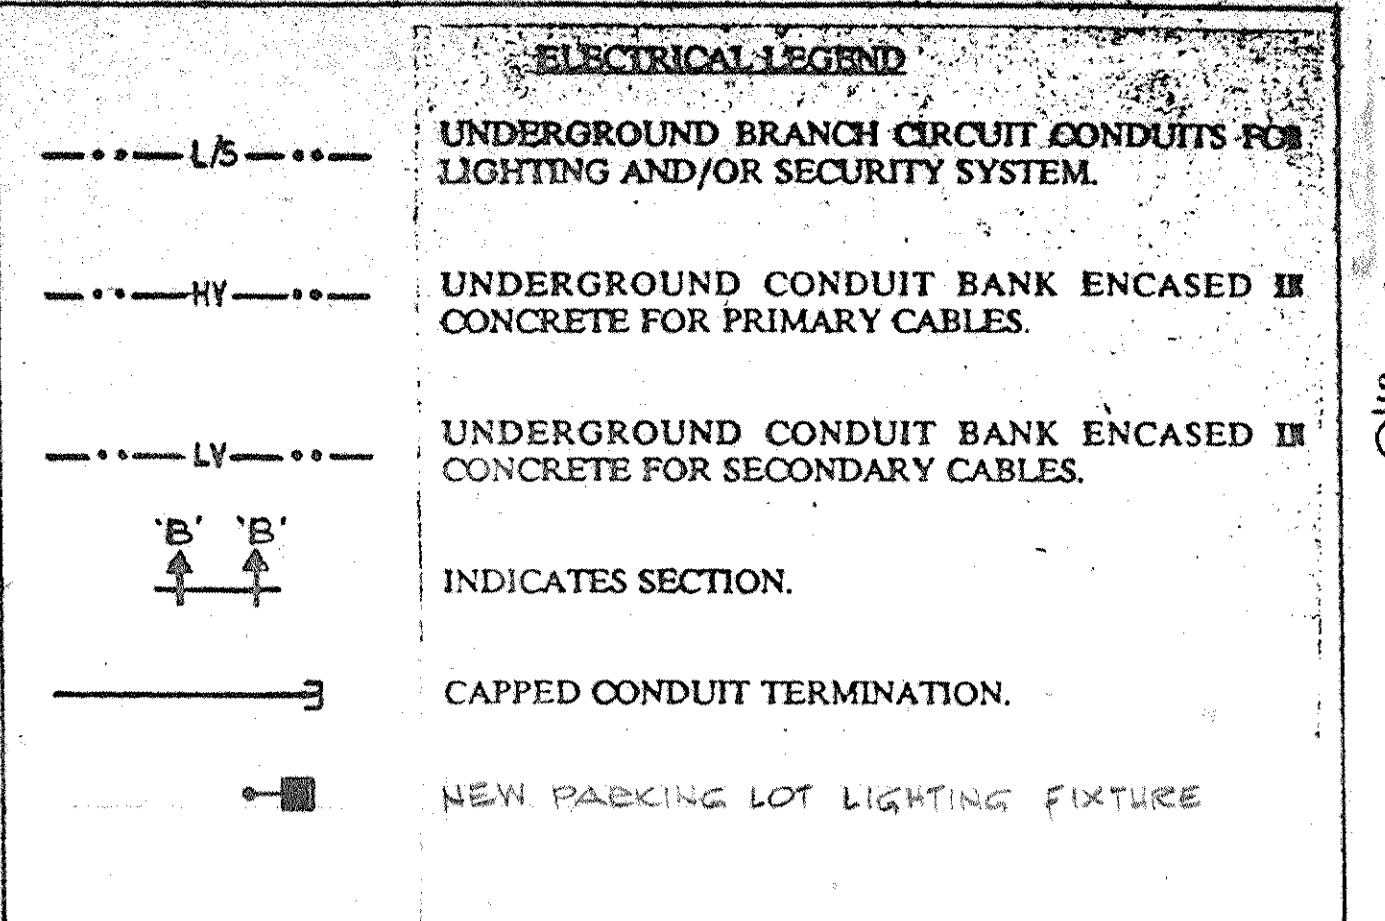 ELECTRICAL LEGEND
L/S
UNDERGROUND BRANCH CIRCUIT CONDUITS FOR
LIGHTING AND/OR SECURITY SYSTEM.
HV
UNDERGROUND CONDUIT BANK ENCASED IN
CONCRETE FOR PRIMARY CABLES.
LV
UNDERGROUND CONDUIT BANK ENCASED IN
CONCRETE FOR SECONDARY CABLES.
'B' 'B'
INDICATES SECTION.
CAPPED CONDUIT TERMINATION.
NEW PARKING LOT LIGHTING FIXTURE